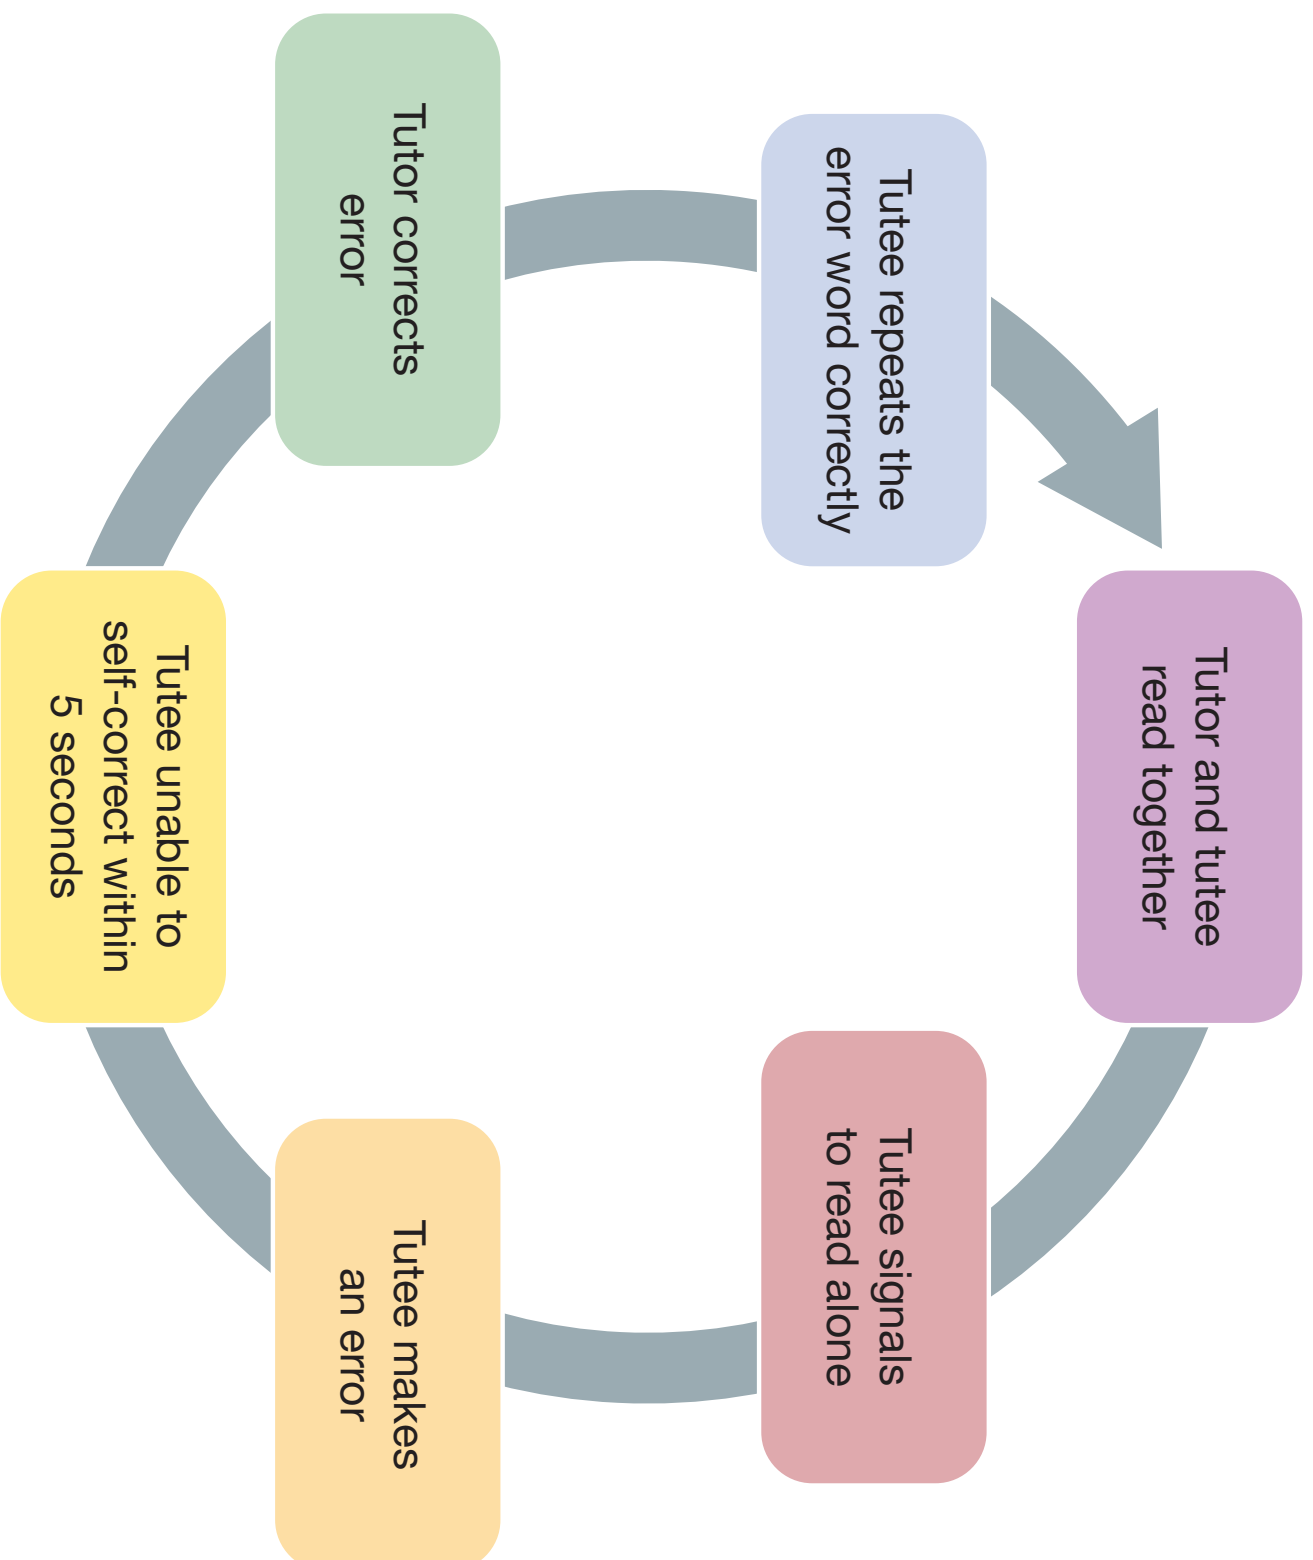 Tutor and tutee
read together
Tutee signals
to read alone
Tutee makes
an error
Tutee unable to
self-correct within
5 seconds
Tutor corrects
error
Tutee repeats the
error word correctly